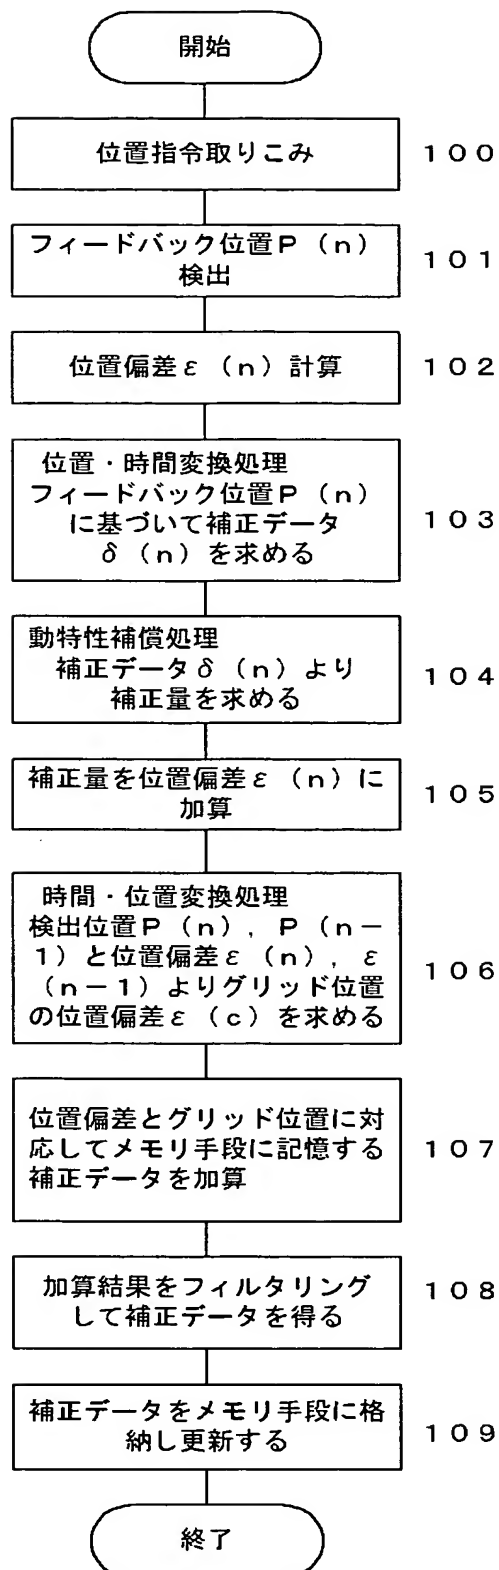 開始
位置指令取りこみ
100
フィードバック位置P(n)
検出
101
位置偏差ε(n)計算
102
位置・時間変換処理
フィードバック位置P(n)
に基づいて補正データ
δ(n)を求める
103
動特性補償処理
補正データδ(n)より
補正量を求める
104
補正量を位置偏差ε(n)に
加算
105
時間・位置変換処理
検出位置P(n),P(n-
1)と位置偏差ε(n),ε
(n-1)よりグリッド位置
の位置偏差ε(c)を求める
106
位置偏差とグリッド位置に対
応してメモリ手段に記憶する
補正データを加算
107
加算結果をフィルタリング
して補正データを得る
108
補正データをメモリ手段に格
納し更新する
109
終了